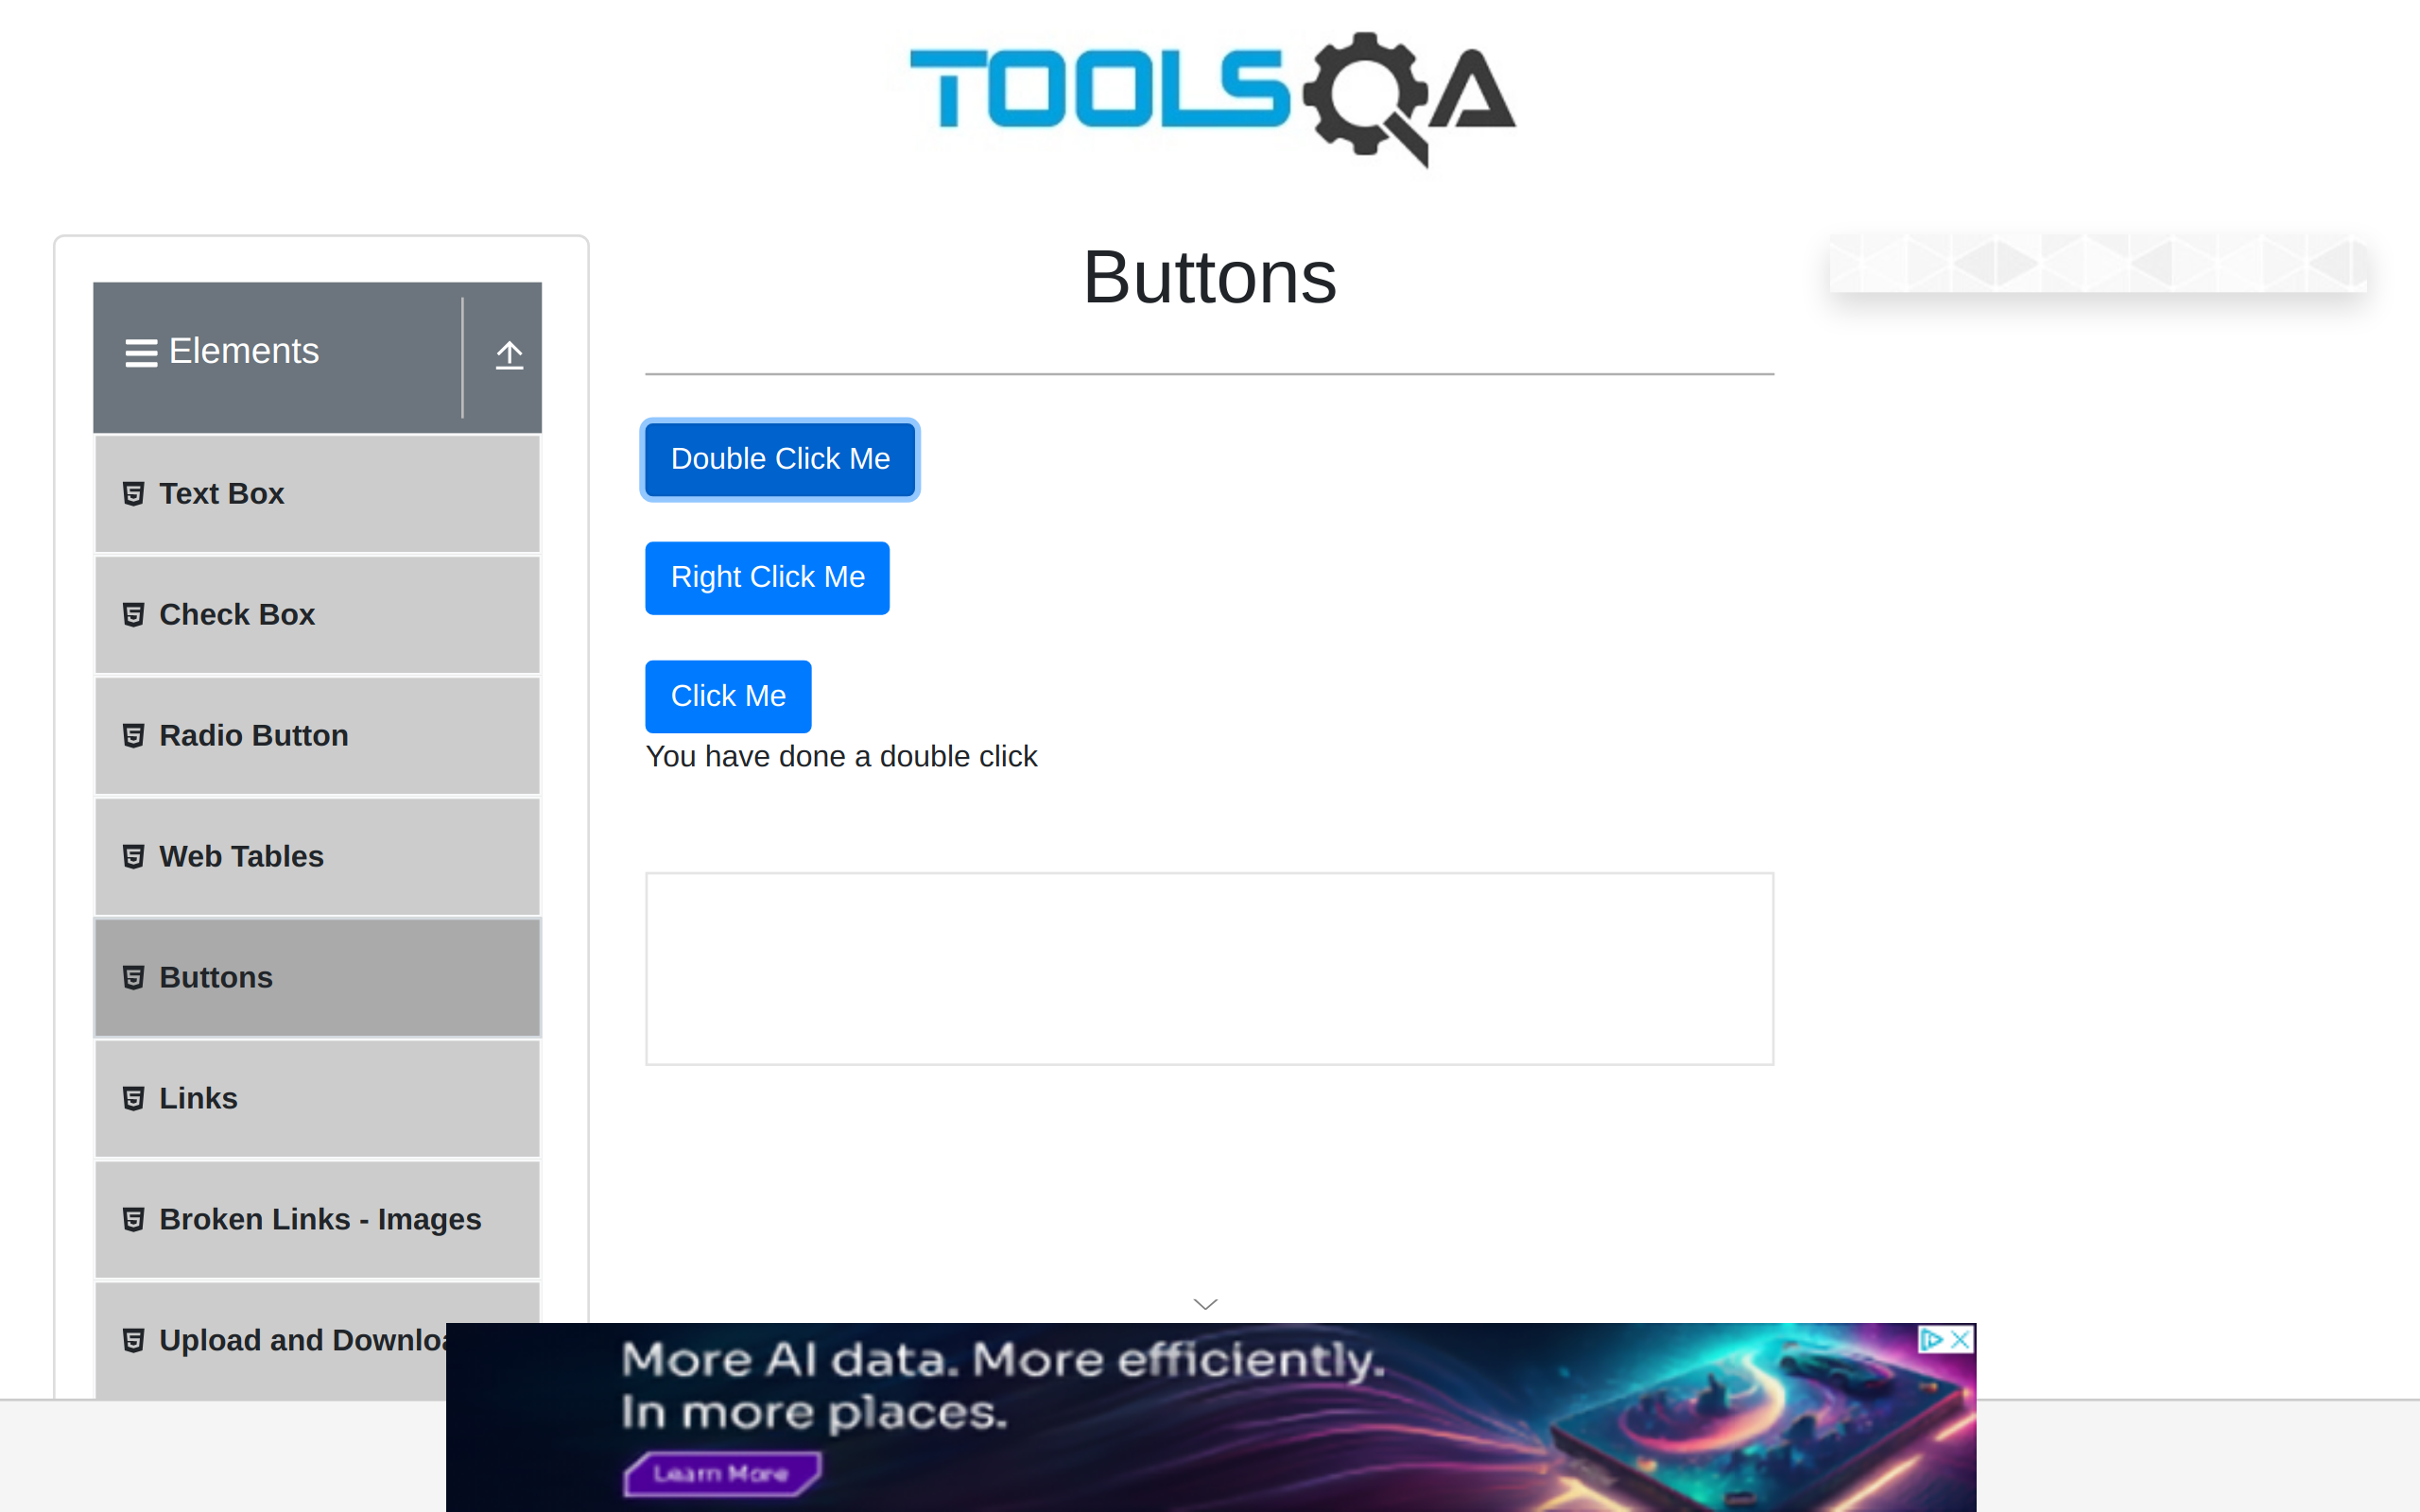 TOOLSQA
Buttons
Elements
Text Box
Check Box
Radio Button
Web Tables
Buttons
Links
Broken Links - Images
Upload and Downloa
Double Click Me
Right Click Me
Click Me
You have done a double click
More AI data. More efficiently.
In more places.
Learn More